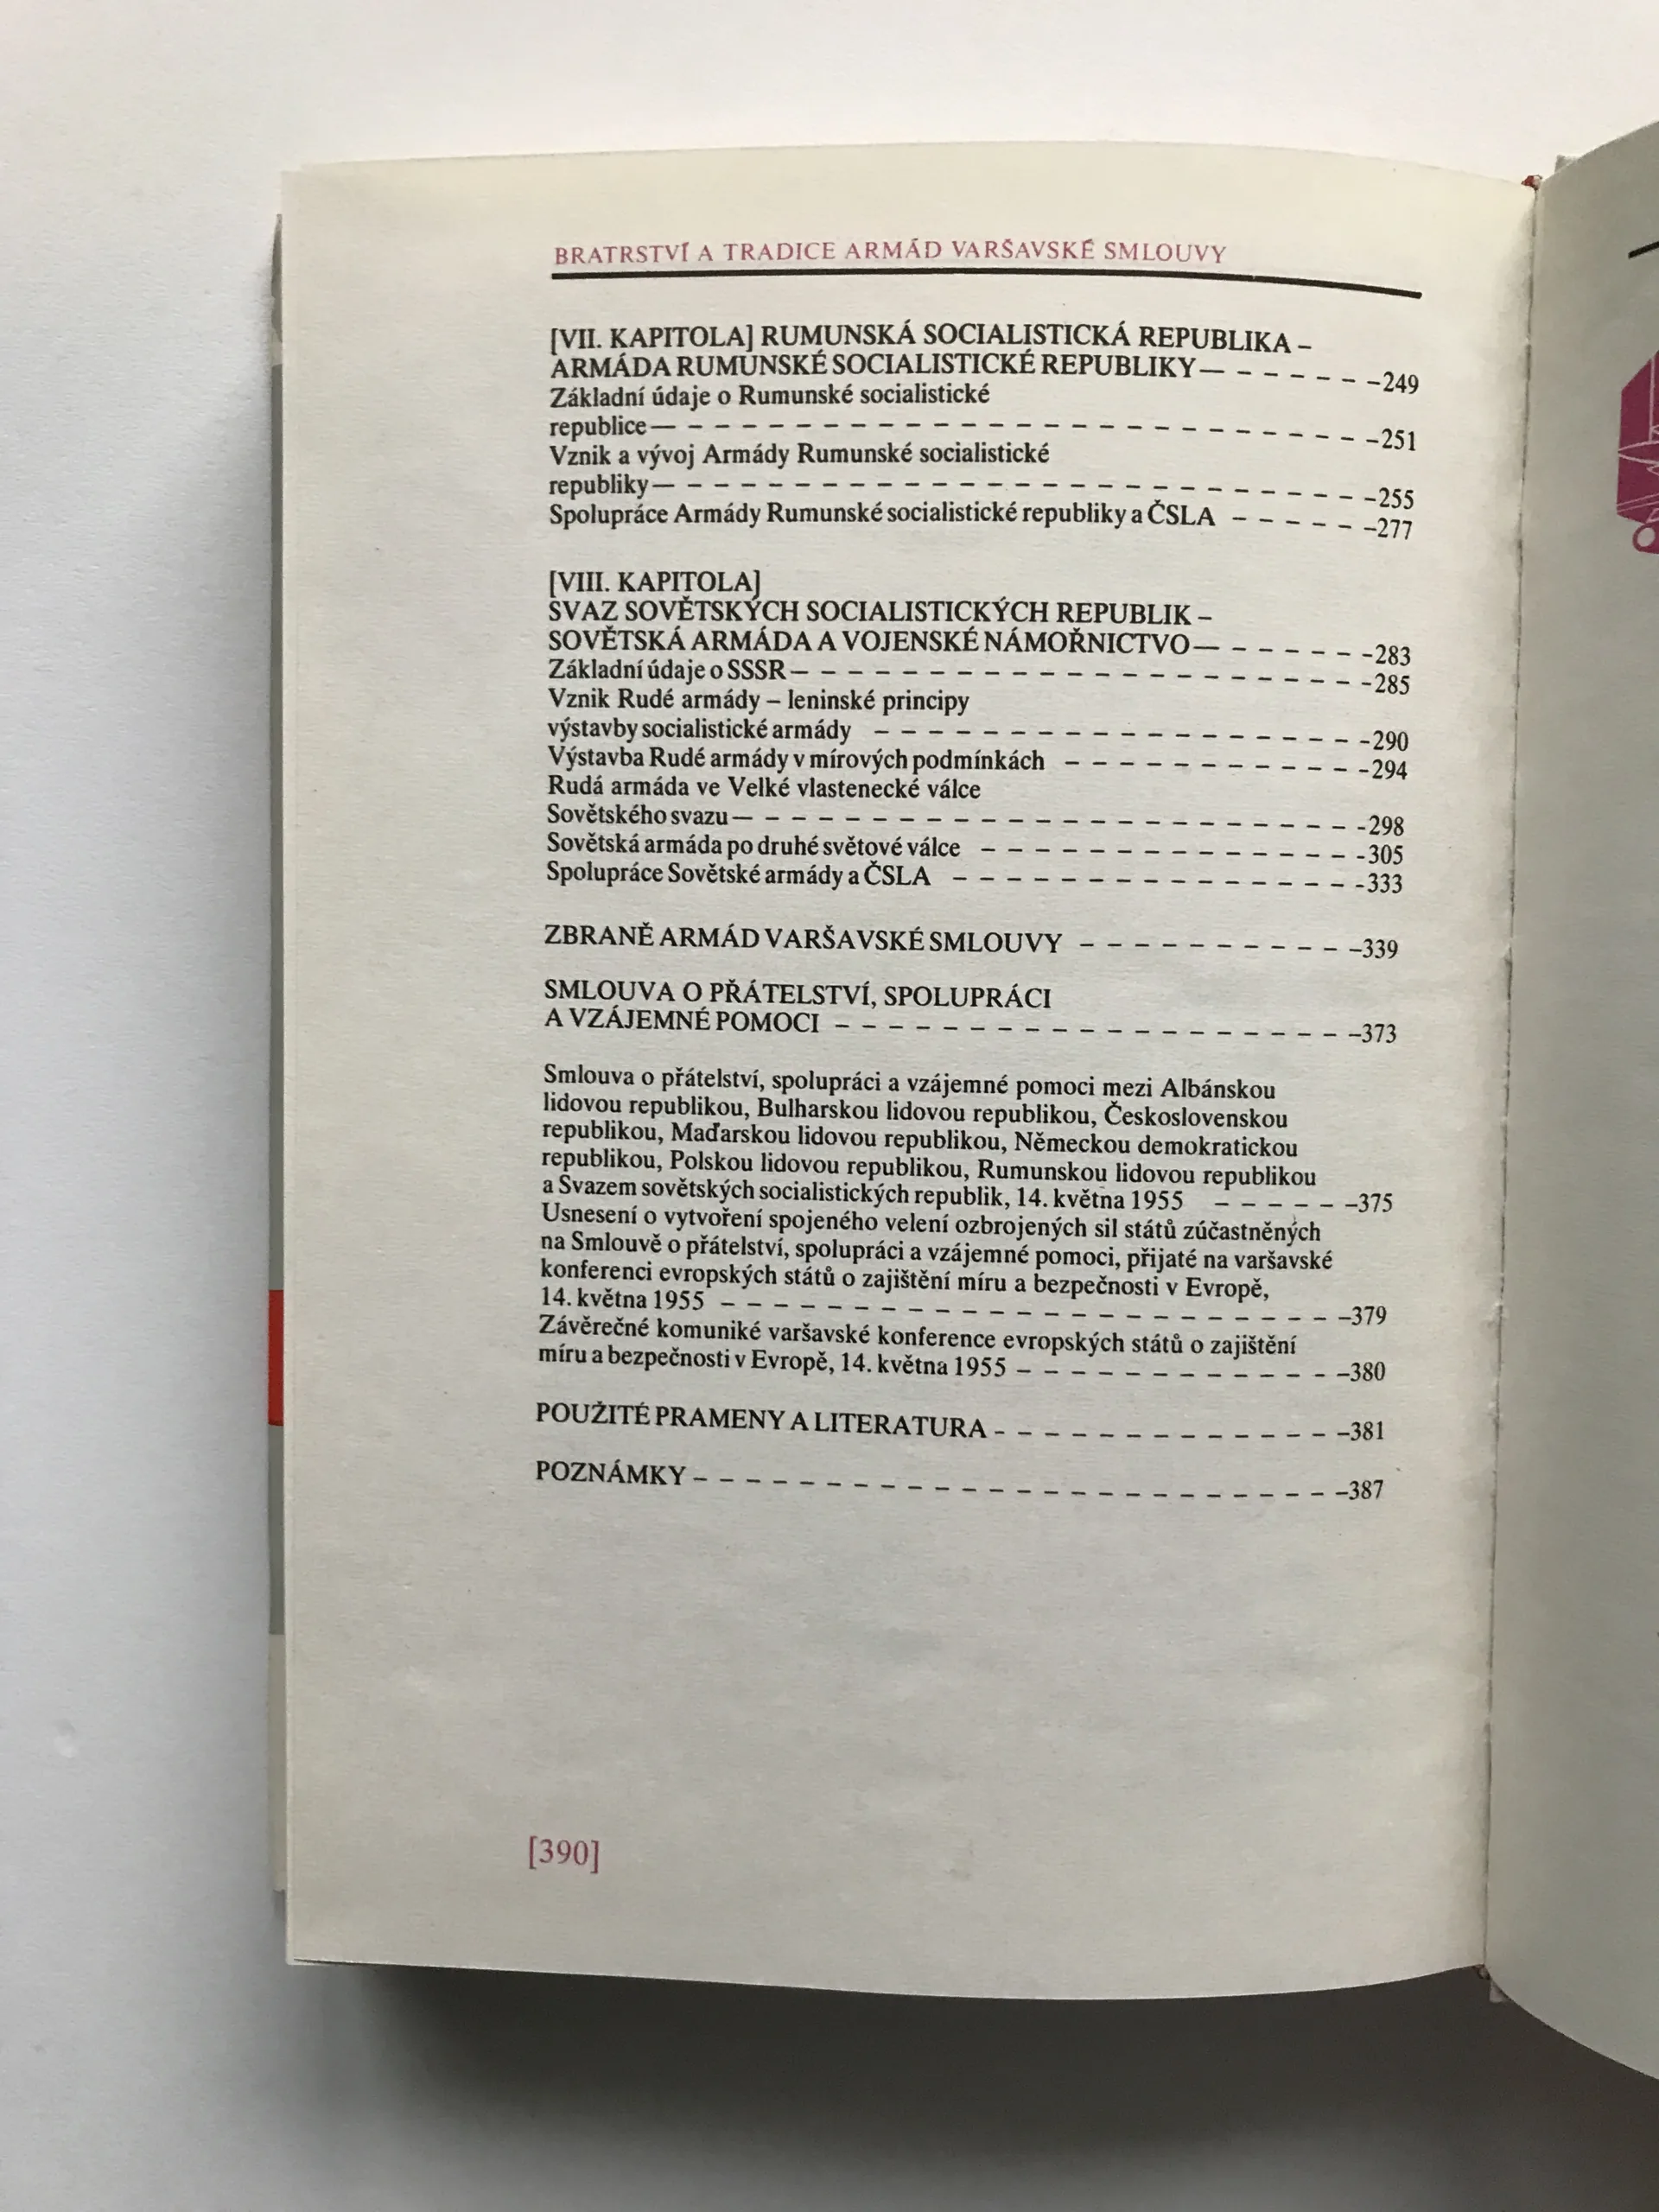 BRATRSTVÍ A TRADICE ARMÁD VARŠAVSKÉ SMLOUVY
[VII. KAPITOLA] RUMUNSKÁ SOCIALISTICKÁ REPUBLIKA –
ARMÁDA RUMUNSKÉ SOCIALISTICKÉ REPUBLIKY – – – – – – – –249
Základní údaje o Rumunské socialistické
republice – – – – – – – – – – – – – – – – – – – – – – – – – – –251
Vznik a vývoj Armády Rumunské socialistické
republiky – – – – – – – – – – – – – – – – – – – – – – – – – – –255
Spolupráce Armády Rumunské socialistické republiky a ČSLA – – – – – –277
[VIII. KAPITOLA]
SVAZ SOVĚTSKÝCH SOCIALISTICKÝCH REPUBLIK –
SOVĚTSKÁ ARMÁDA A VOJENSKÉ NÁMOŘNICTVO – – – – – – – –283
Základní údaje o SSSR – – – – – – – – – – – – – – – – – – – – – –285
Vznik Rudé armády – leninské principy
výstavby socialistické armády – – – – – – – – – – – – – – – – – – –290
Výstavba Rudé armády v mírových podmínkách – – – – – – – – – – – –294
Rudá armáda ve Velké vlastenecké válce
Sovětského svazu – – – – – – – – – – – – – – – – – – – – – – – –298
Sovětská armáda po druhé světové válce – – – – – – – – – – – – – – –305
Spolupráce Sovětské armády a ČSLA – – – – – – – – – – – – – – – –333
ZBRANĚ ARMÁD VARŠAVSKÉ SMLOUVY – – – – – – – – – – –339
SMLOUVA O PŘÁTELSTVÍ, SPOLUPRÁCI
A VZÁJEMNÉ POMOCI – – – – – – – – – – – – – – – – – – – –373
Smlouva o přátelství, spolupráci a vzájemné pomoci mezi Albánskou
lidovou republikou, Bulharskou lidovou republikou, Československou
republikou, Maďarskou lidovou republikou, Německou demokratickou
republikou, Polskou lidovou republikou, Rumunskou lidovou republikou
a Svazem sovětských socialistických republik, 14. května 1955 – – – – – –375
Usnesení o vytvoření spojeného velení ozbrojených sil států zúčastněných
na Smlouvě o přátelství, spolupráci a vzájemné pomoci, přijaté na varšavské
konferenci evropských států o zajištění míru a bezpečnosti v Evropě,
14. května 1955 – – – – – – – – – – – – – – – – – – – – – – – –379
Závěrečné komuniké varšavské konference evropských států o zajištění
míru a bezpečnosti v Evropě, 14. května 1955 – – – – – – – – – – – – –380
POUŽITÉ PRAMENY A LITERATURA – – – – – – – – – – – – – –381
POZNÁMKY – – – – – – – – – – – – – – – – – – – – – – – – –387
[390]